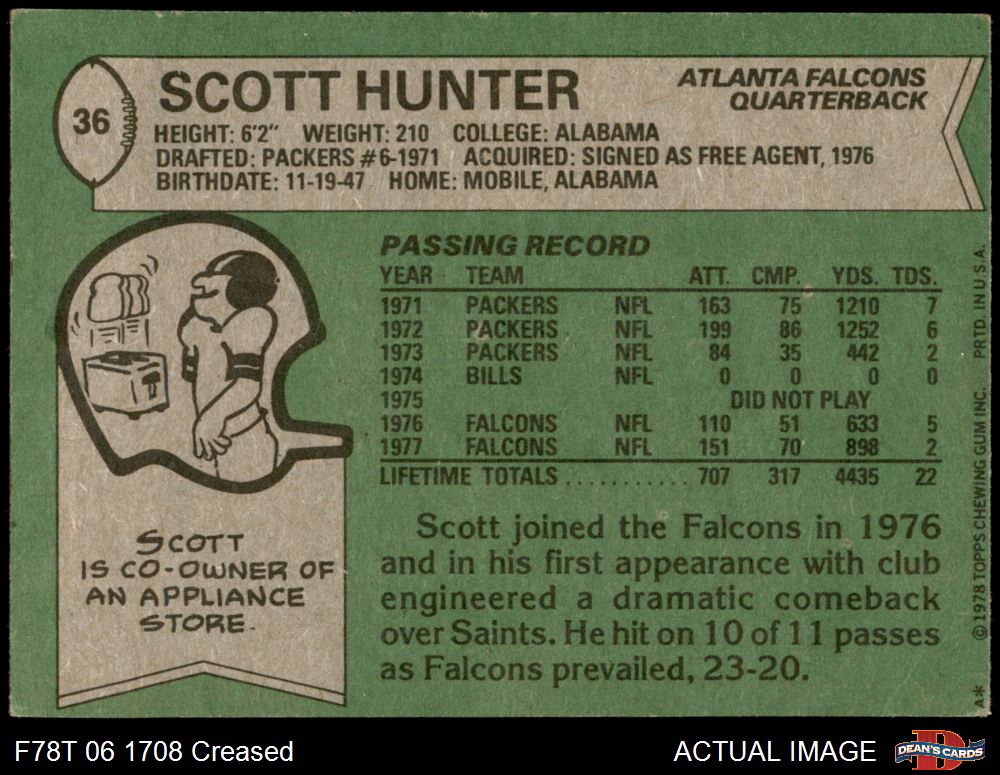 36
SCOTT HUNTER
ATLANTA FALCONS
QUARTERBACK
HEIGHT: 6'2" WEIGHT: 210 COLLEGE: ALABAMA
DRAFTED: PACKERS #6-1971 ACQUIRED: SIGNED AS FREE AGENT, 1976
BIRTHDATE: 11-19-47 HOME: MOBILE, ALABAMA
PASSING RECORD
YEAR TEAM ATT. CMP. YDS. TDS.
1971 PACKERS NFL 163 75 1210 7
1972 PACKERS NFL 199 86 1252 6
1973 PACKERS NFL 84 35 442 2
1974 BILLS NFL 0 0 0 0
1975 DID NOT PLAY
1976 FALCONS NFL 110 51 633 5
1977 FALCONS NFL 151 70 898 2
LIFETIME TOTALS........... 707 317 4435 22
SCOTT
IS CO-OWNER OF
AN APPLIANCE
STORE.
Scott joined the Falcons in 1976
and in his first appearance with club
engineered a dramatic comeback
over Saints. He hit on 10 of 11 passes
as Falcons prevailed, 23-20.
A* © 1978 TOPPS CHEWING GUM INC. PRTD. IN U.S.A.
F78T 06 1708 Creased
ACTUAL IMAGE
D
DEAN'S CARDS